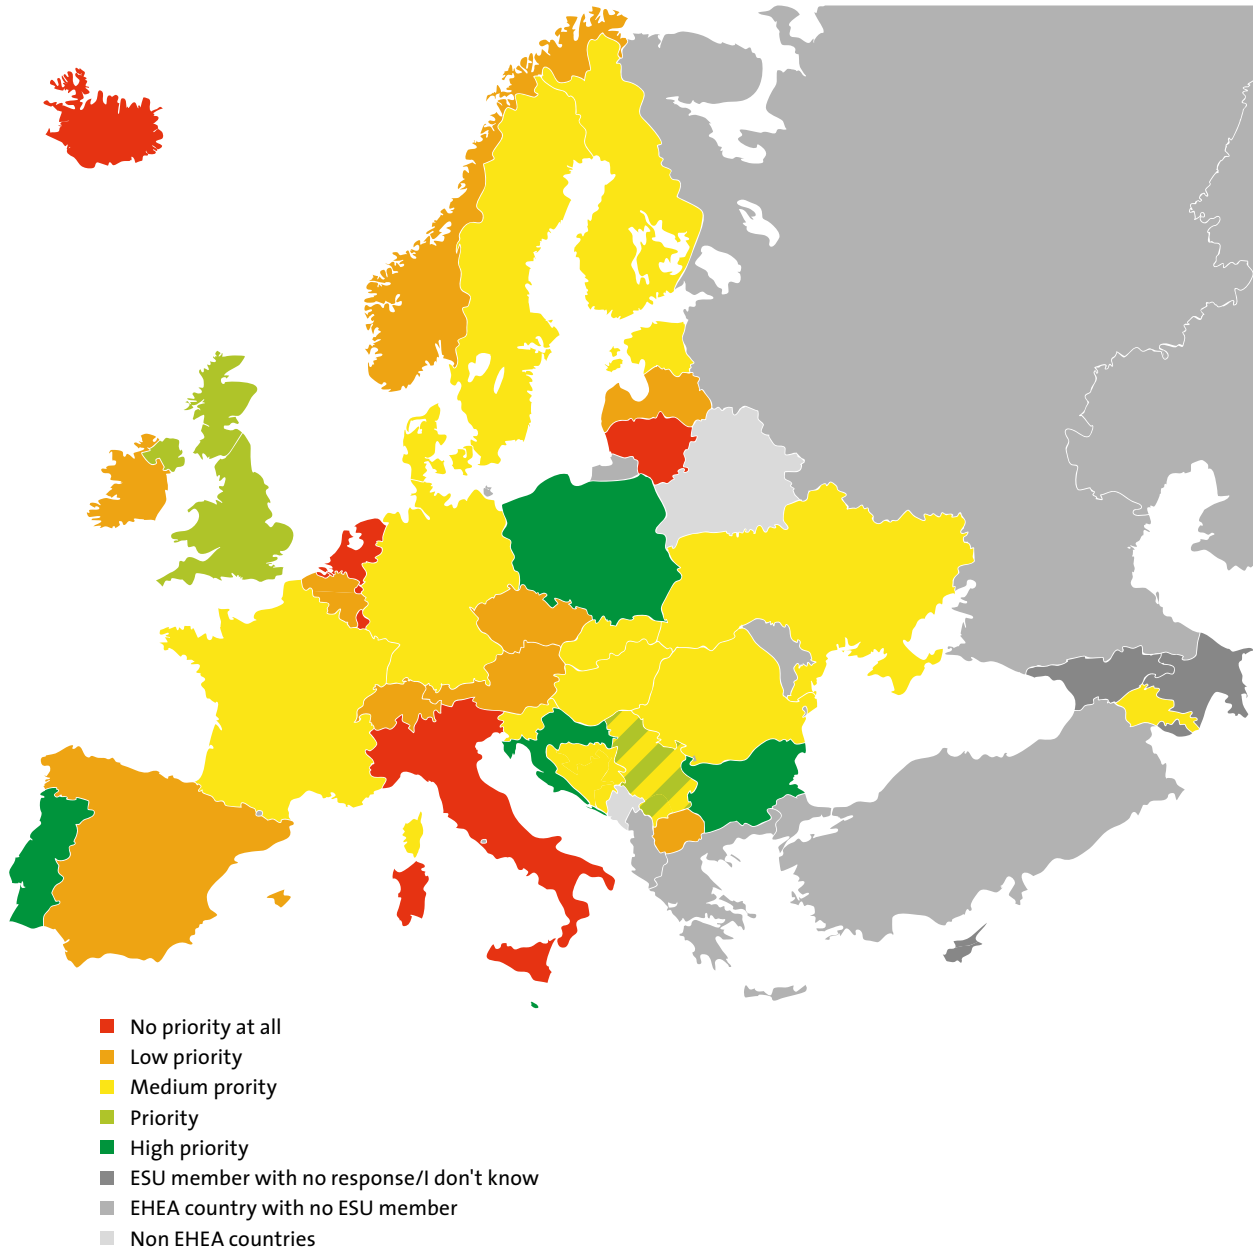 No priority at all
Low priority
Medium prority
Priority
High priority
ESU member with no response/I don't know
EHEA country with no ESU member
Non EHEA countries